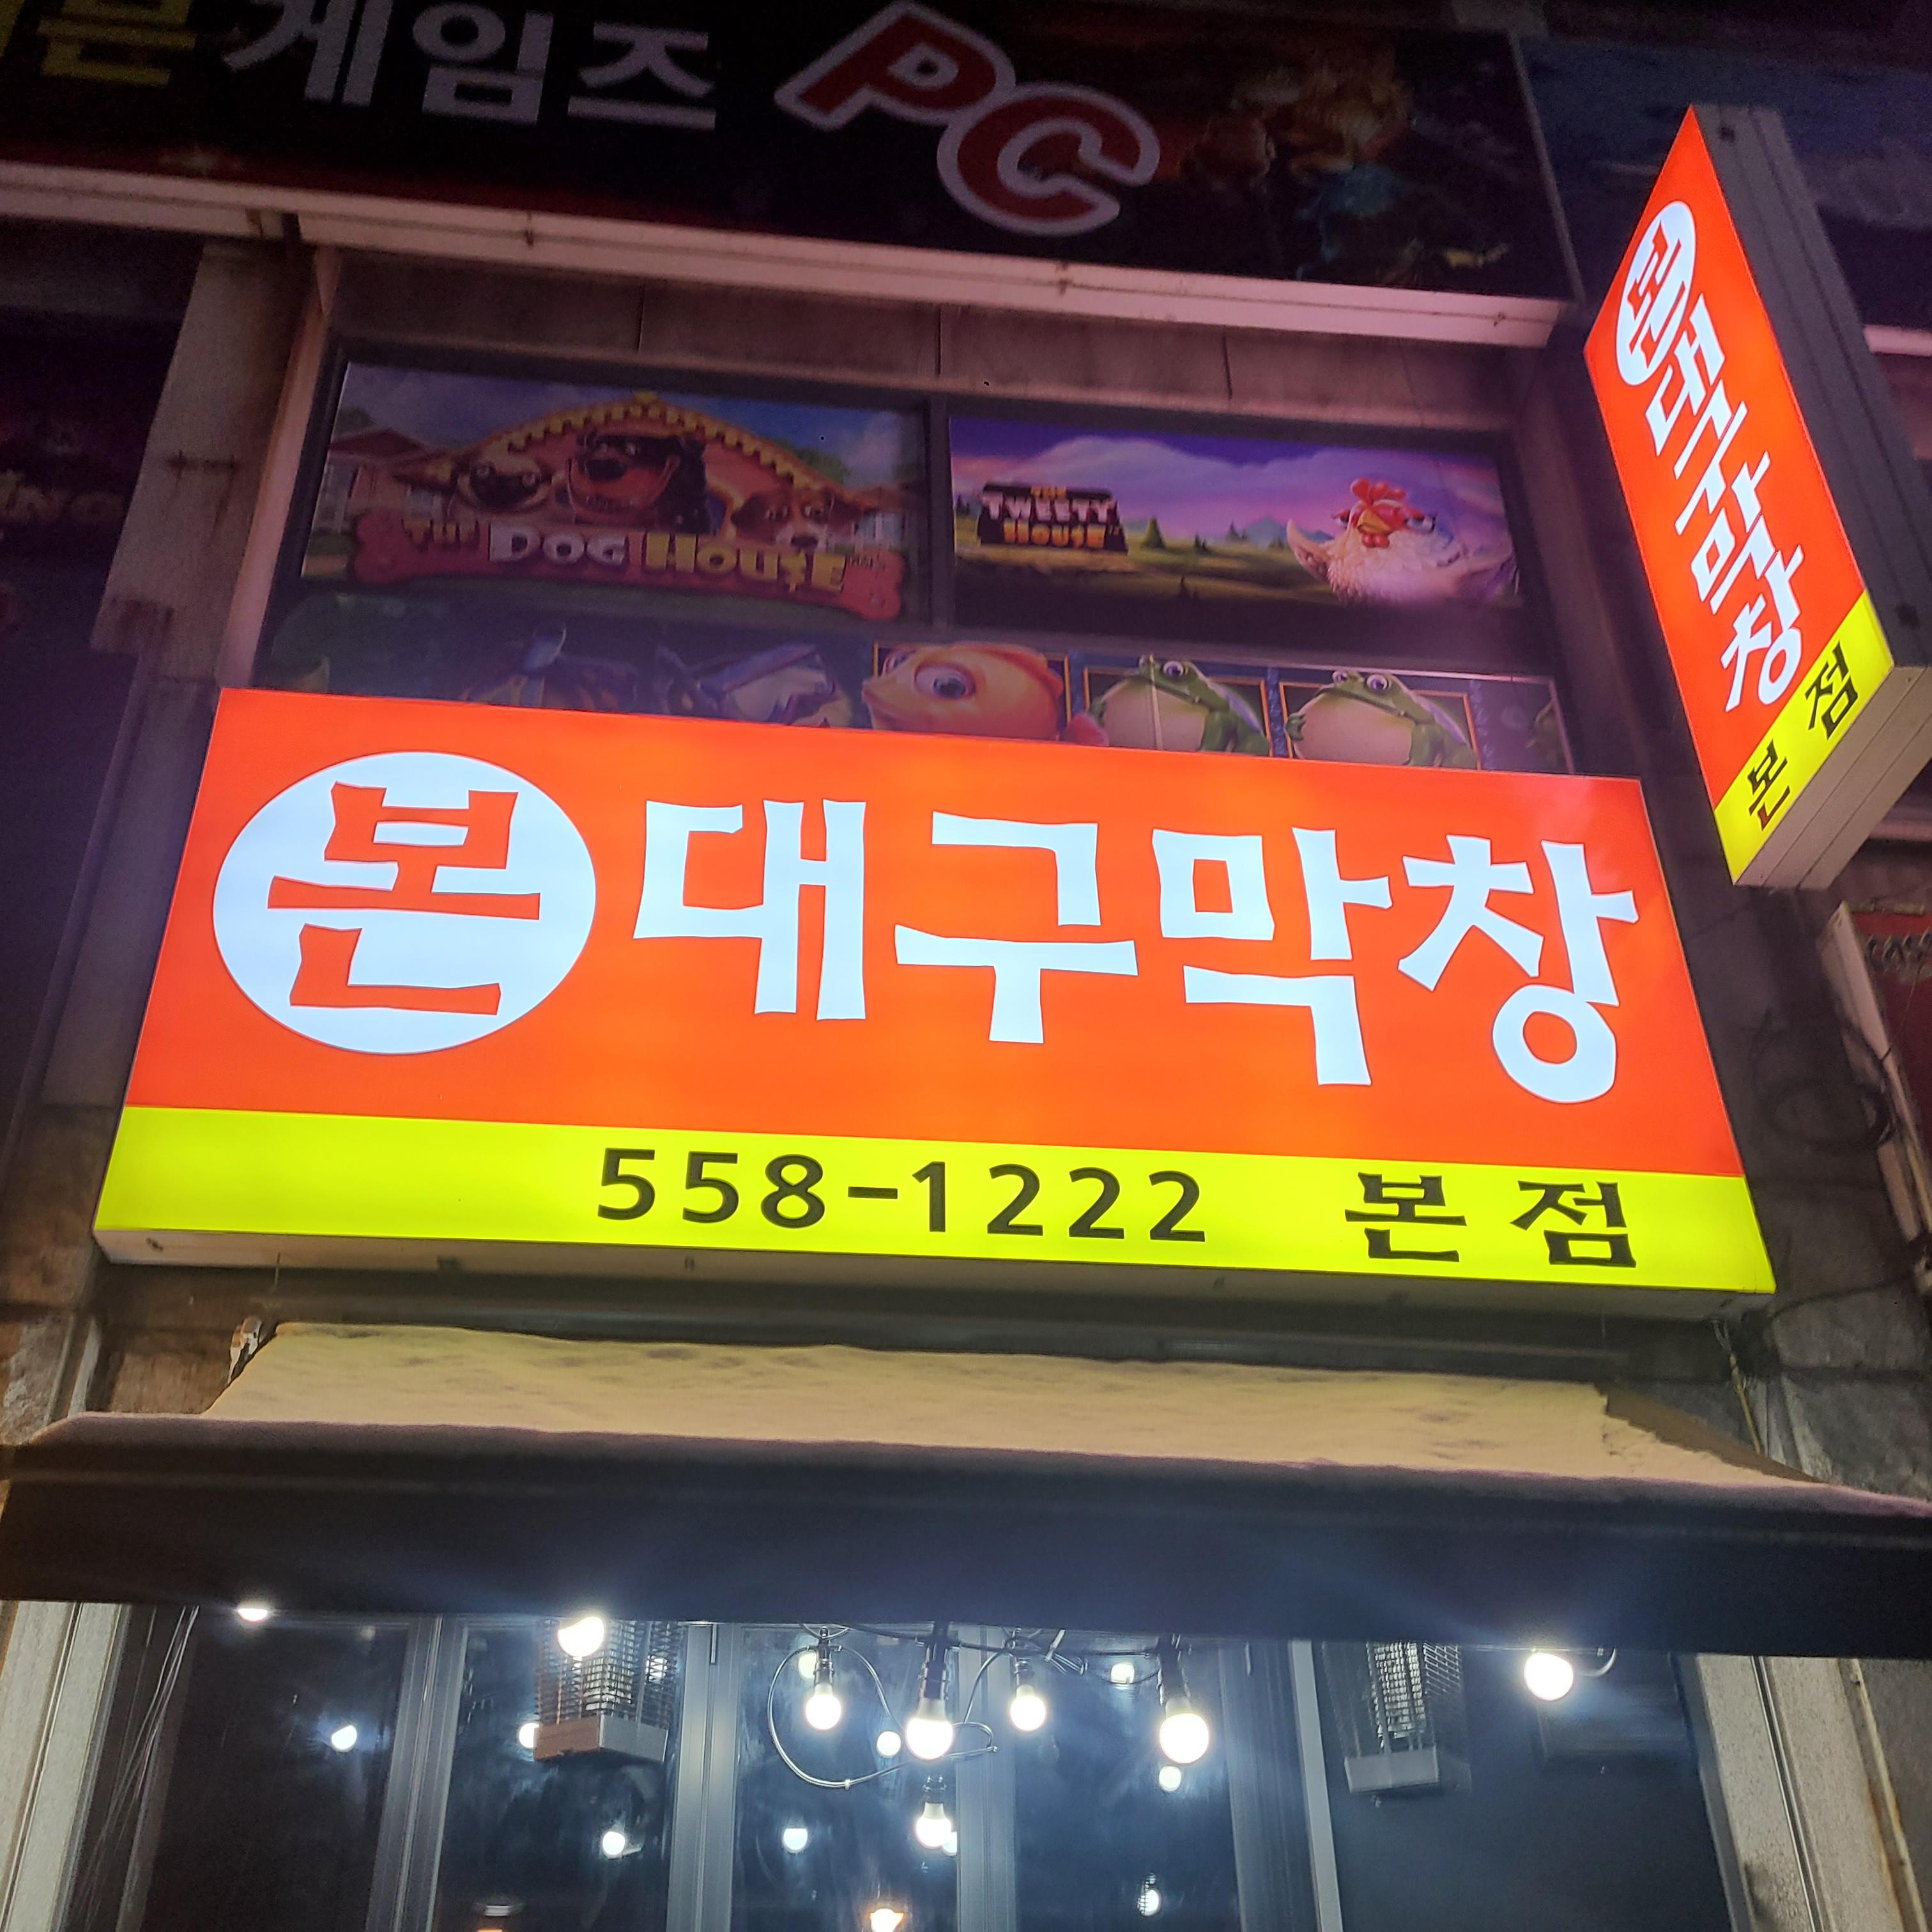 게임즈 PC
THE DOG HOUSE
THE
TWEETY
HOUSE
본대구막창
558-1222 본점
본대구막창
본점